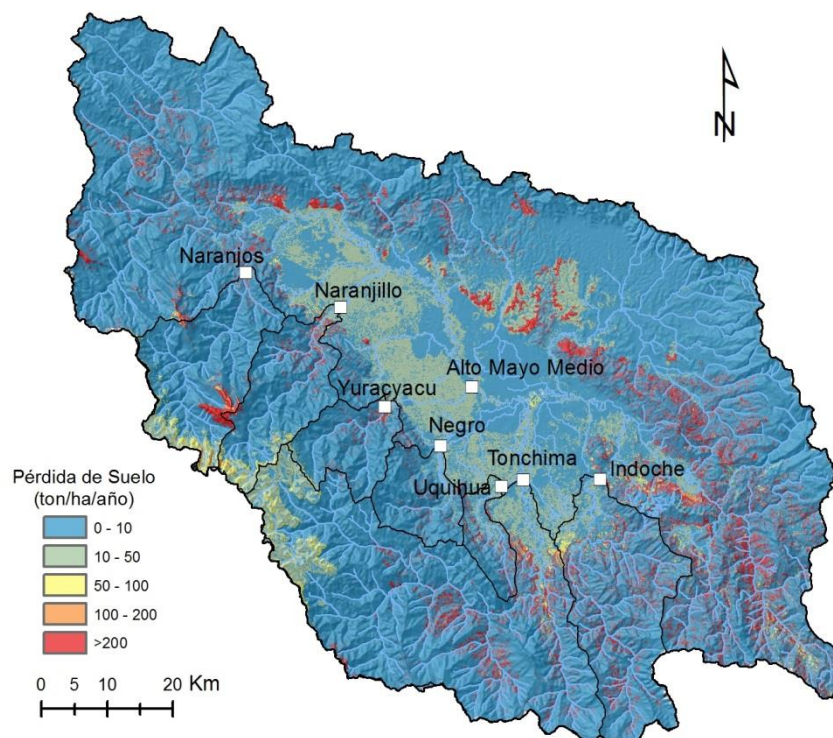 N
Naranjos
Naranjillo
Alto Mayo Medio
Yuracyacu
Negro
Tonchima
Indoche
Uquihua
Pérdida de Suelo
(ton/ha/año)
0 - 10
10 - 50
50 - 100
100 - 200
>200
0 5 10 20 Km